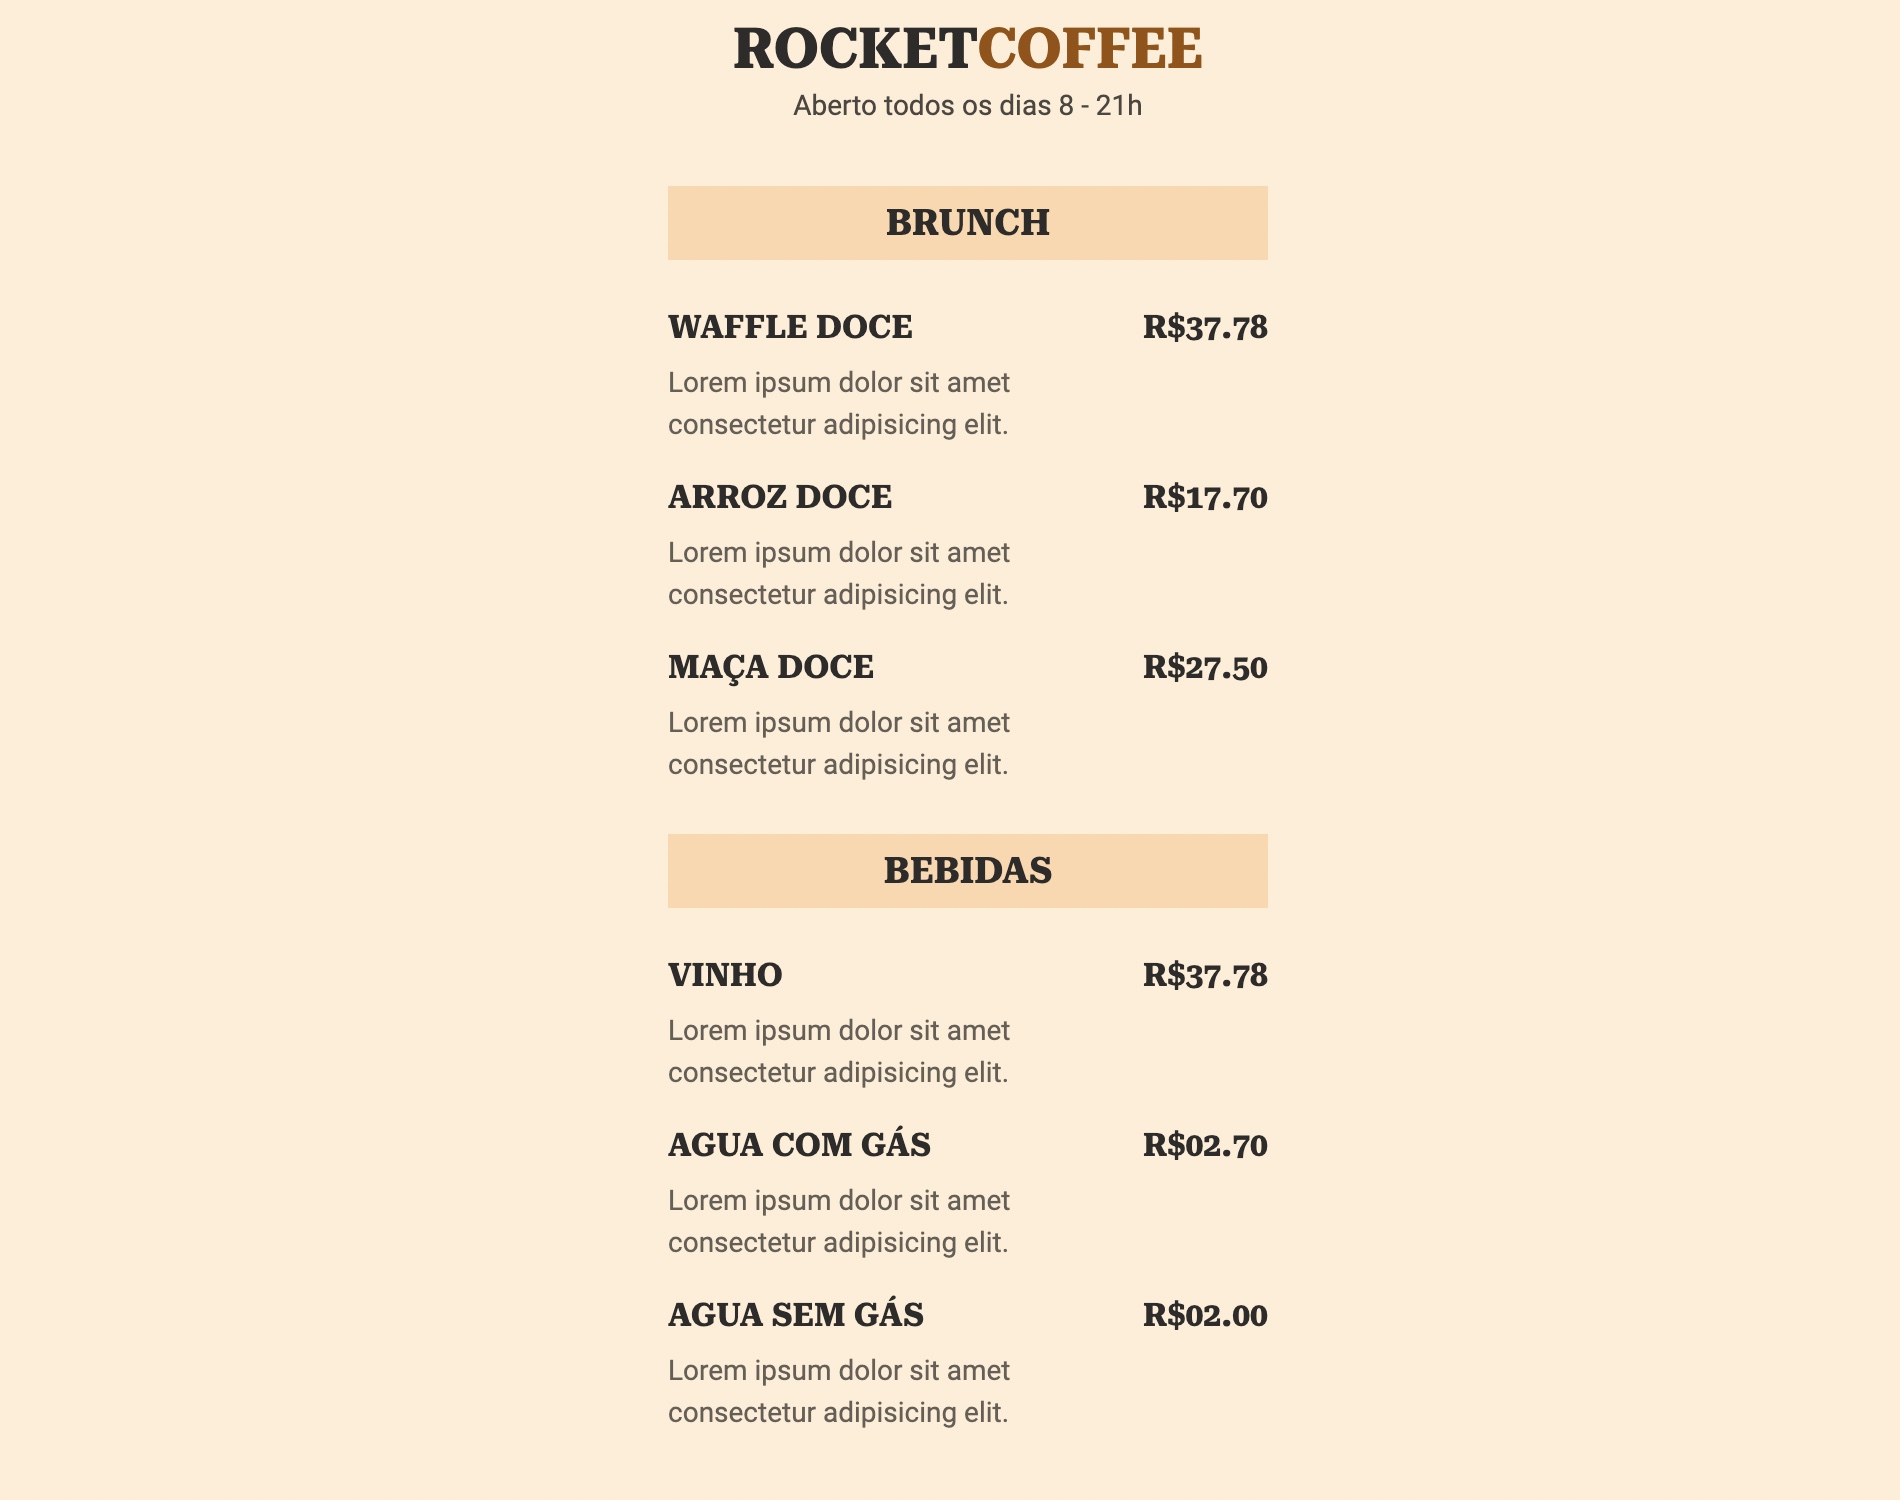 ROCKETCOFFEE
Aberto todos os dias 8 - 21h
BRUNCH
WAFFLE DOCE R$37.78
Lorem ipsum dolor sit amet
consectetur adipisicing elit.
ARROZ DOCE R$17.70
Lorem ipsum dolor sit amet
consectetur adipisicing elit.
MAÇA DOCE R$27.50
Lorem ipsum dolor sit amet
consectetur adipisicing elit.
BEBIDAS
VINHO R$37.78
Lorem ipsum dolor sit amet
consectetur adipisicing elit.
AGUA COM GÁS R$02.70
Lorem ipsum dolor sit amet
consectetur adipisicing elit.
AGUA SEM GÁS R$02.00
Lorem ipsum dolor sit amet
consectetur adipisicing elit.